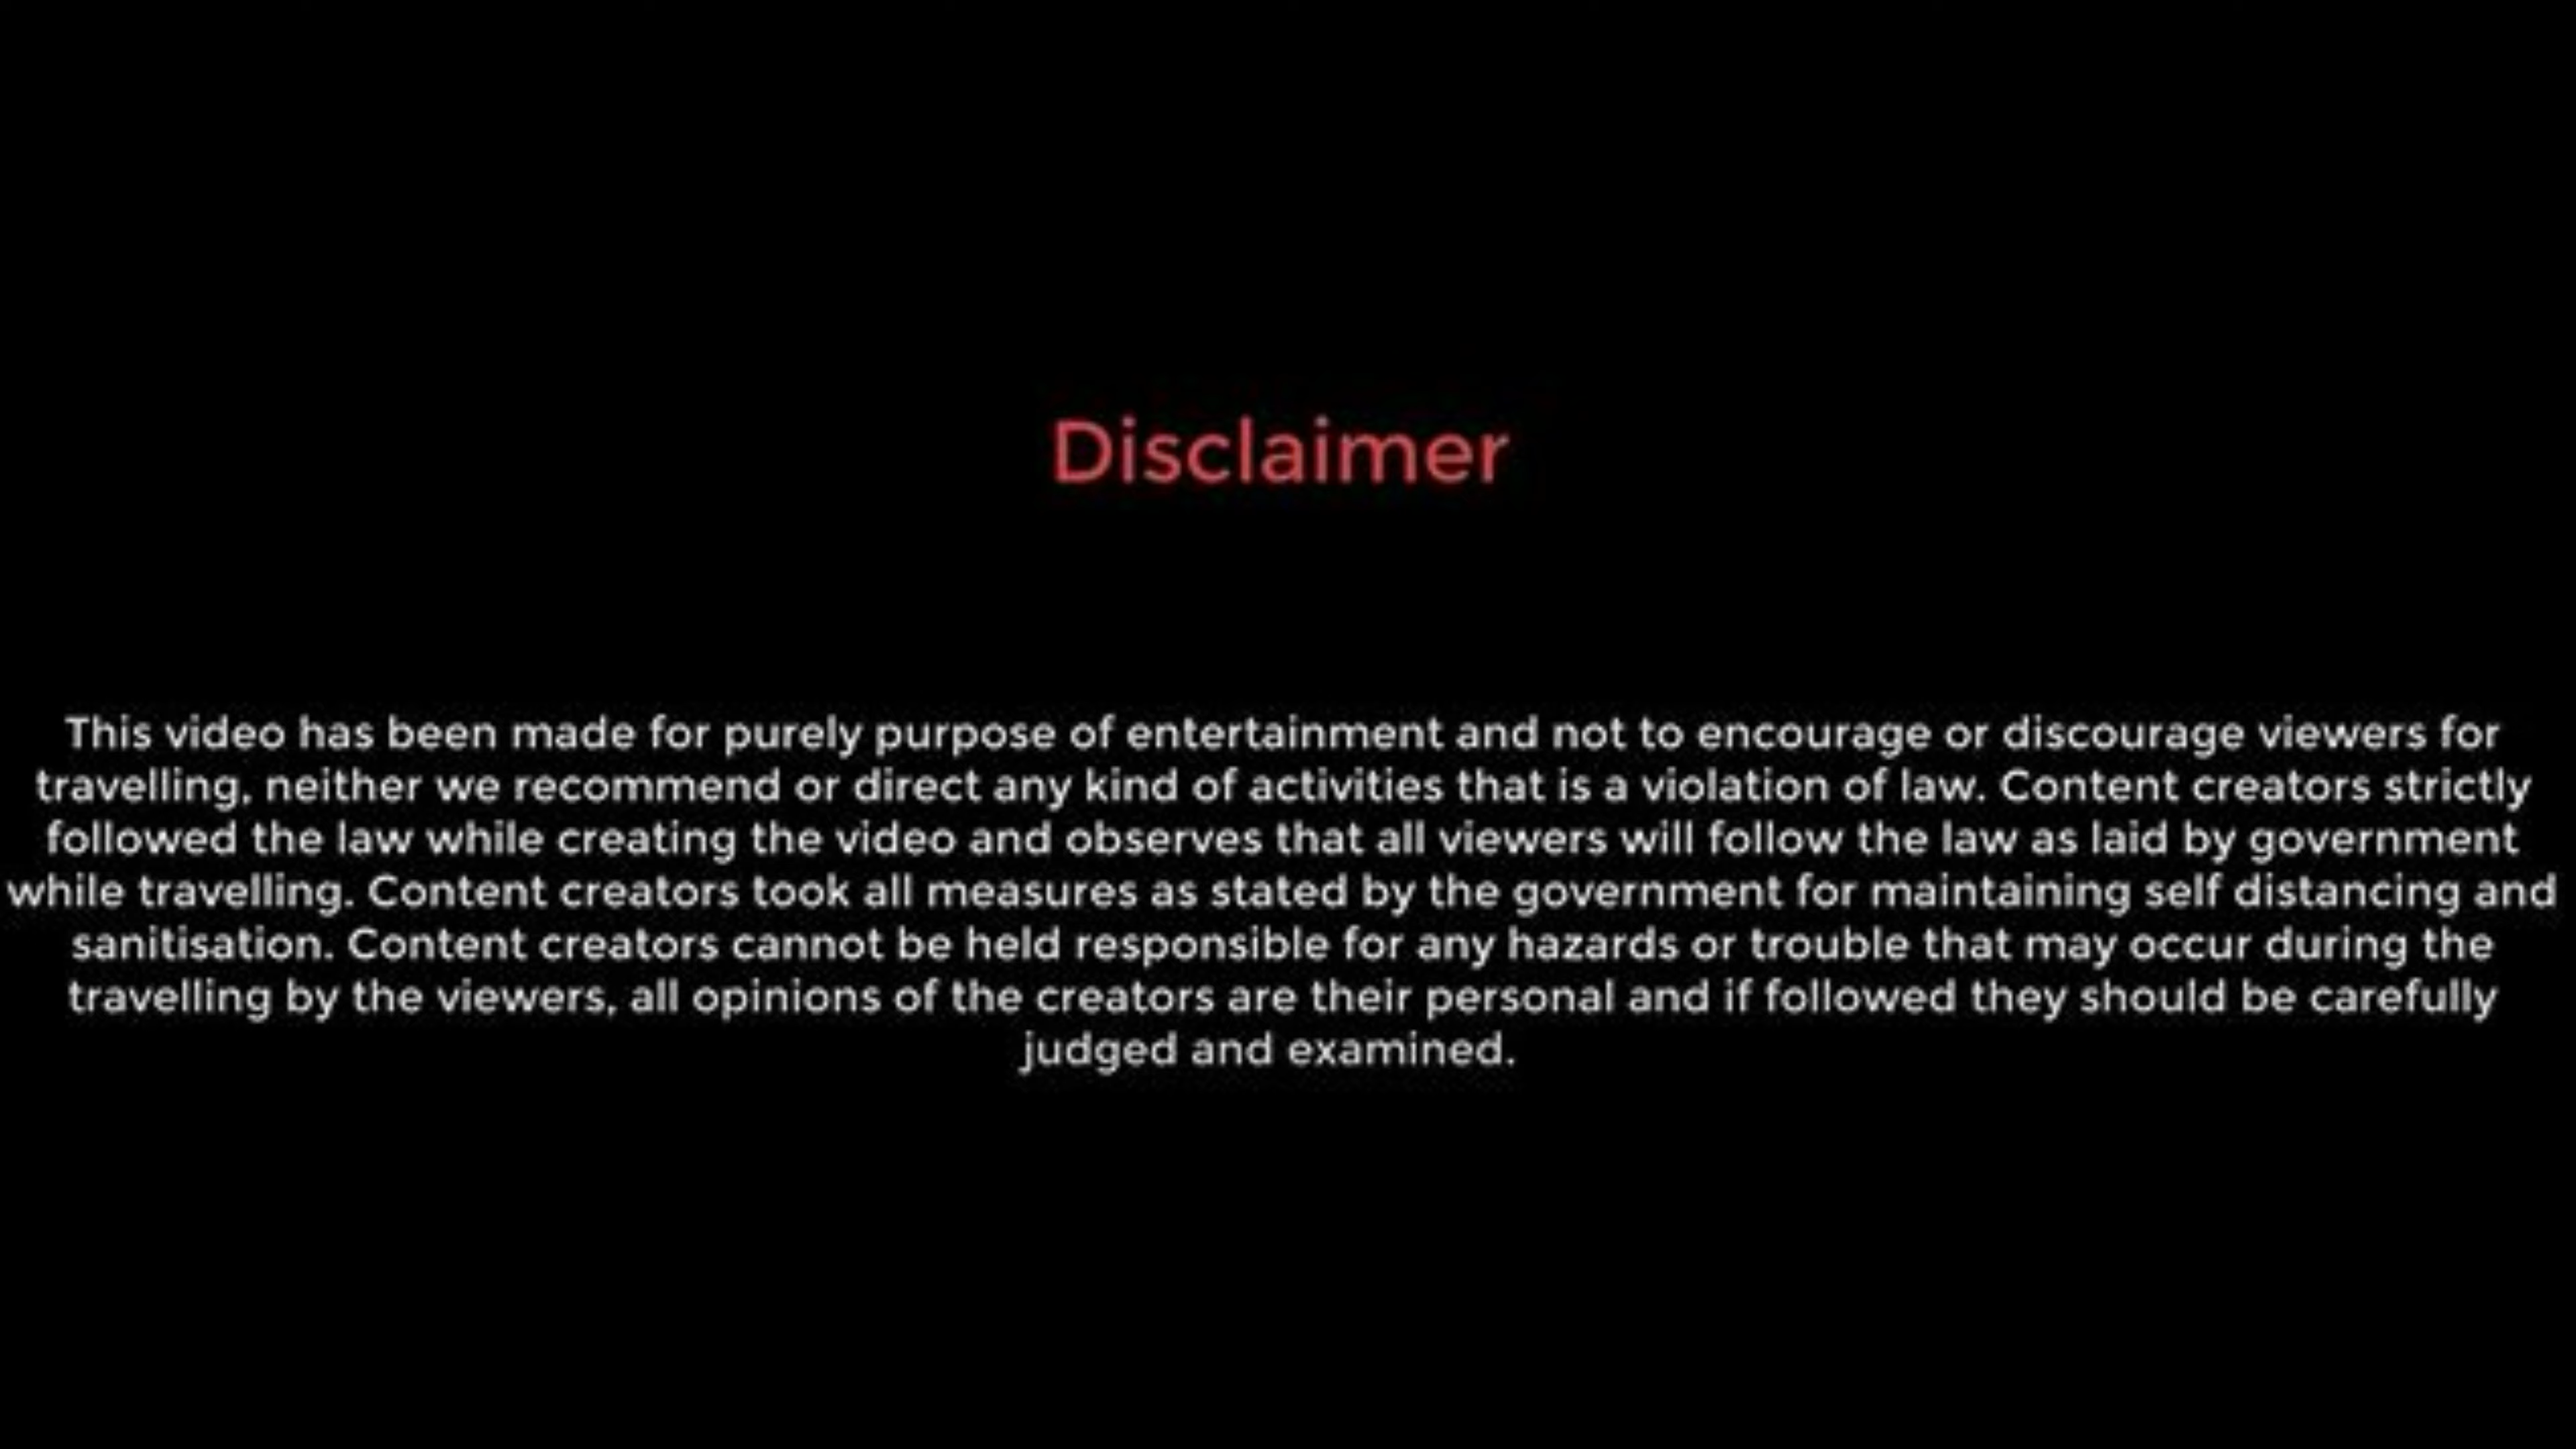 Disclaimer
This video has been made for purely purpose of entertainment and not to encourage or discourage viewers for
travelling, neither we recommend or direct any kind of activities that is a violation of law. Content creators strictly
followed the law while creating the video and observes that all viewers will follow the law as laid by government
while travelling. Content creators took all measures as stated by the government for maintaining self distancing and
sanitisation. Content creators cannot be held responsible for any hazards or trouble that may occur during the
travelling by the viewers, all opinions of the creators are their personal and if followed they should be carefully
judged and examined.